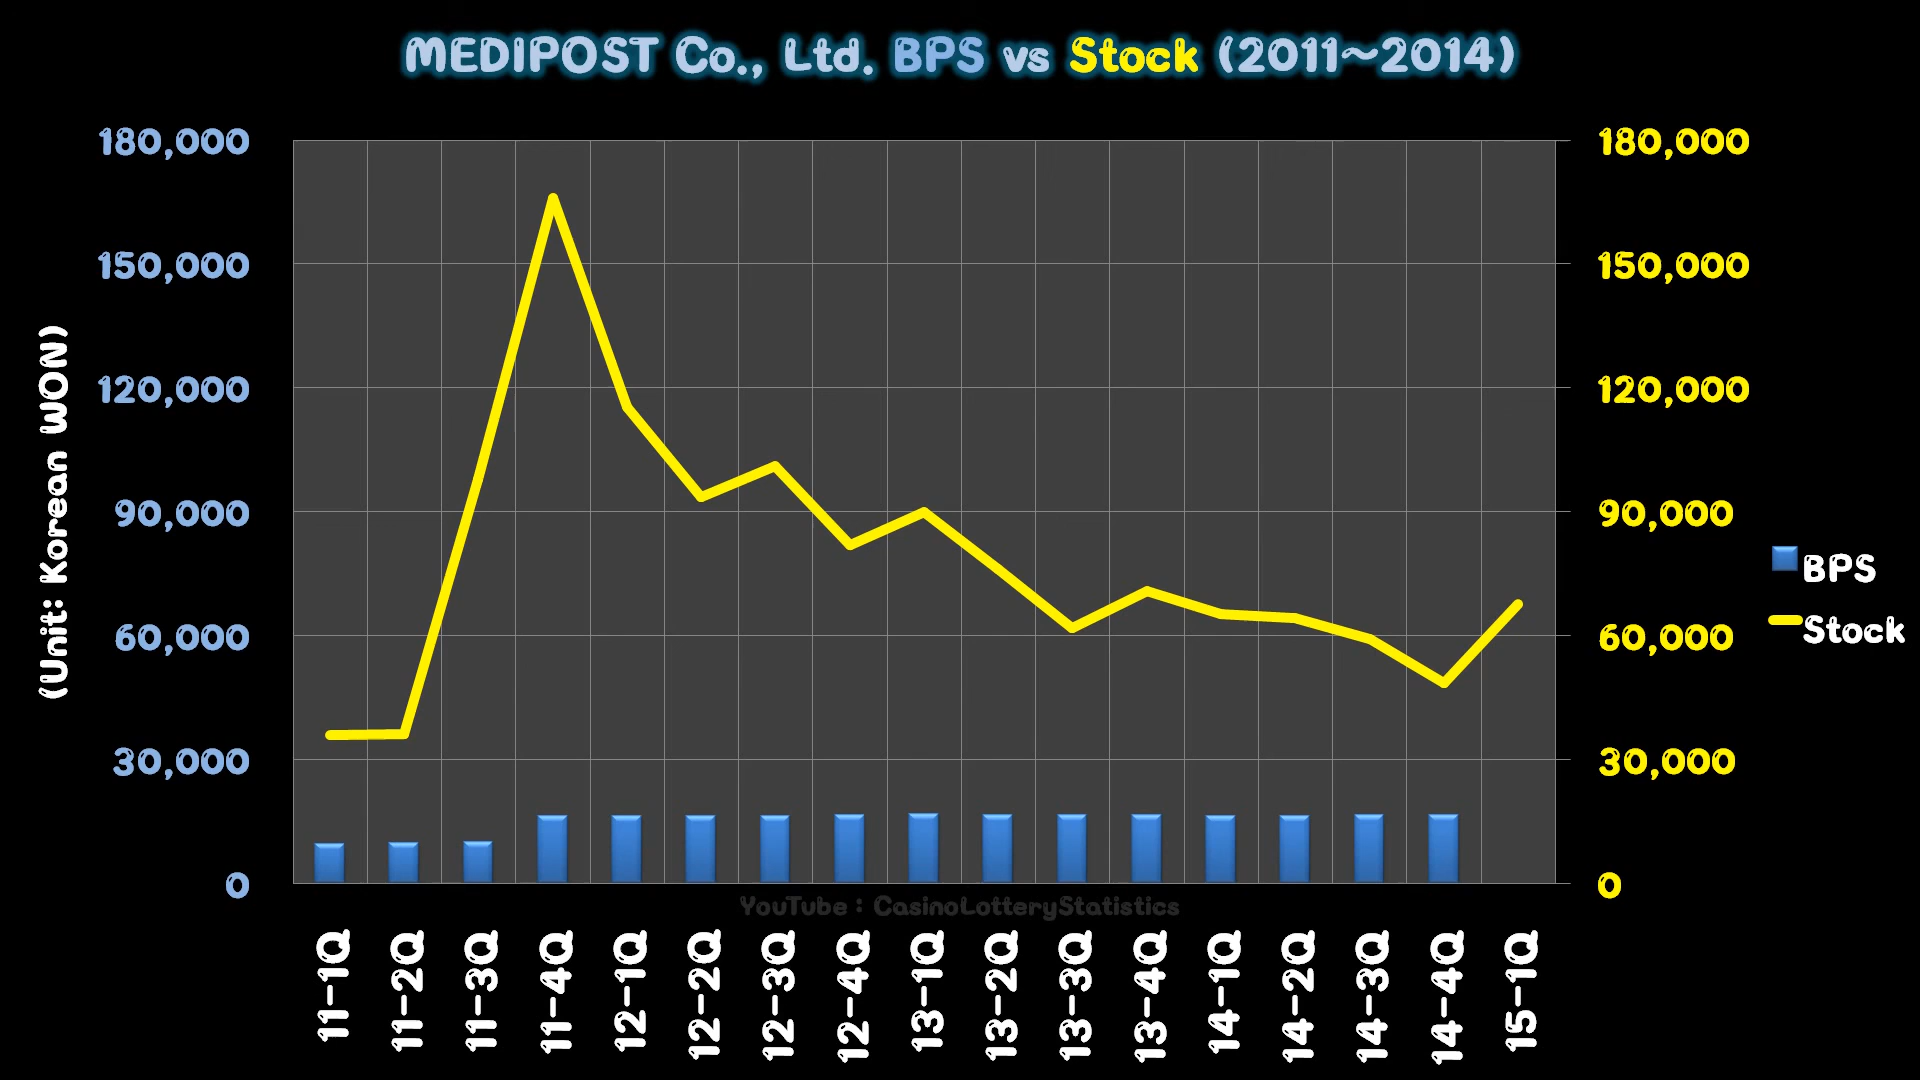 MEDIPOST Co., Ltd. BPS vs Stock (2011~2014)
(Unit: Korean WON)
180,000
150,000
120,000
90,000
60,000
30,000
0
180,000
150,000
120,000
90,000
60,000
30,000
0
BPS
Stock
YouTube : CasinoLotteryStatistics
11-1Q
11-2Q
11-3Q
11-4Q
12-1Q
12-2Q
12-3Q
12-4Q
13-1Q
13-2Q
13-3Q
13-4Q
14-1Q
14-2Q
14-3Q
14-4Q
15-1Q